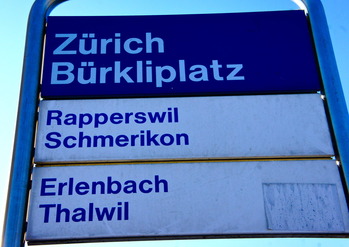 Zürich
Bürkliplatz
Rapperswil
Schmerikon
Erlenbach
Thalwil